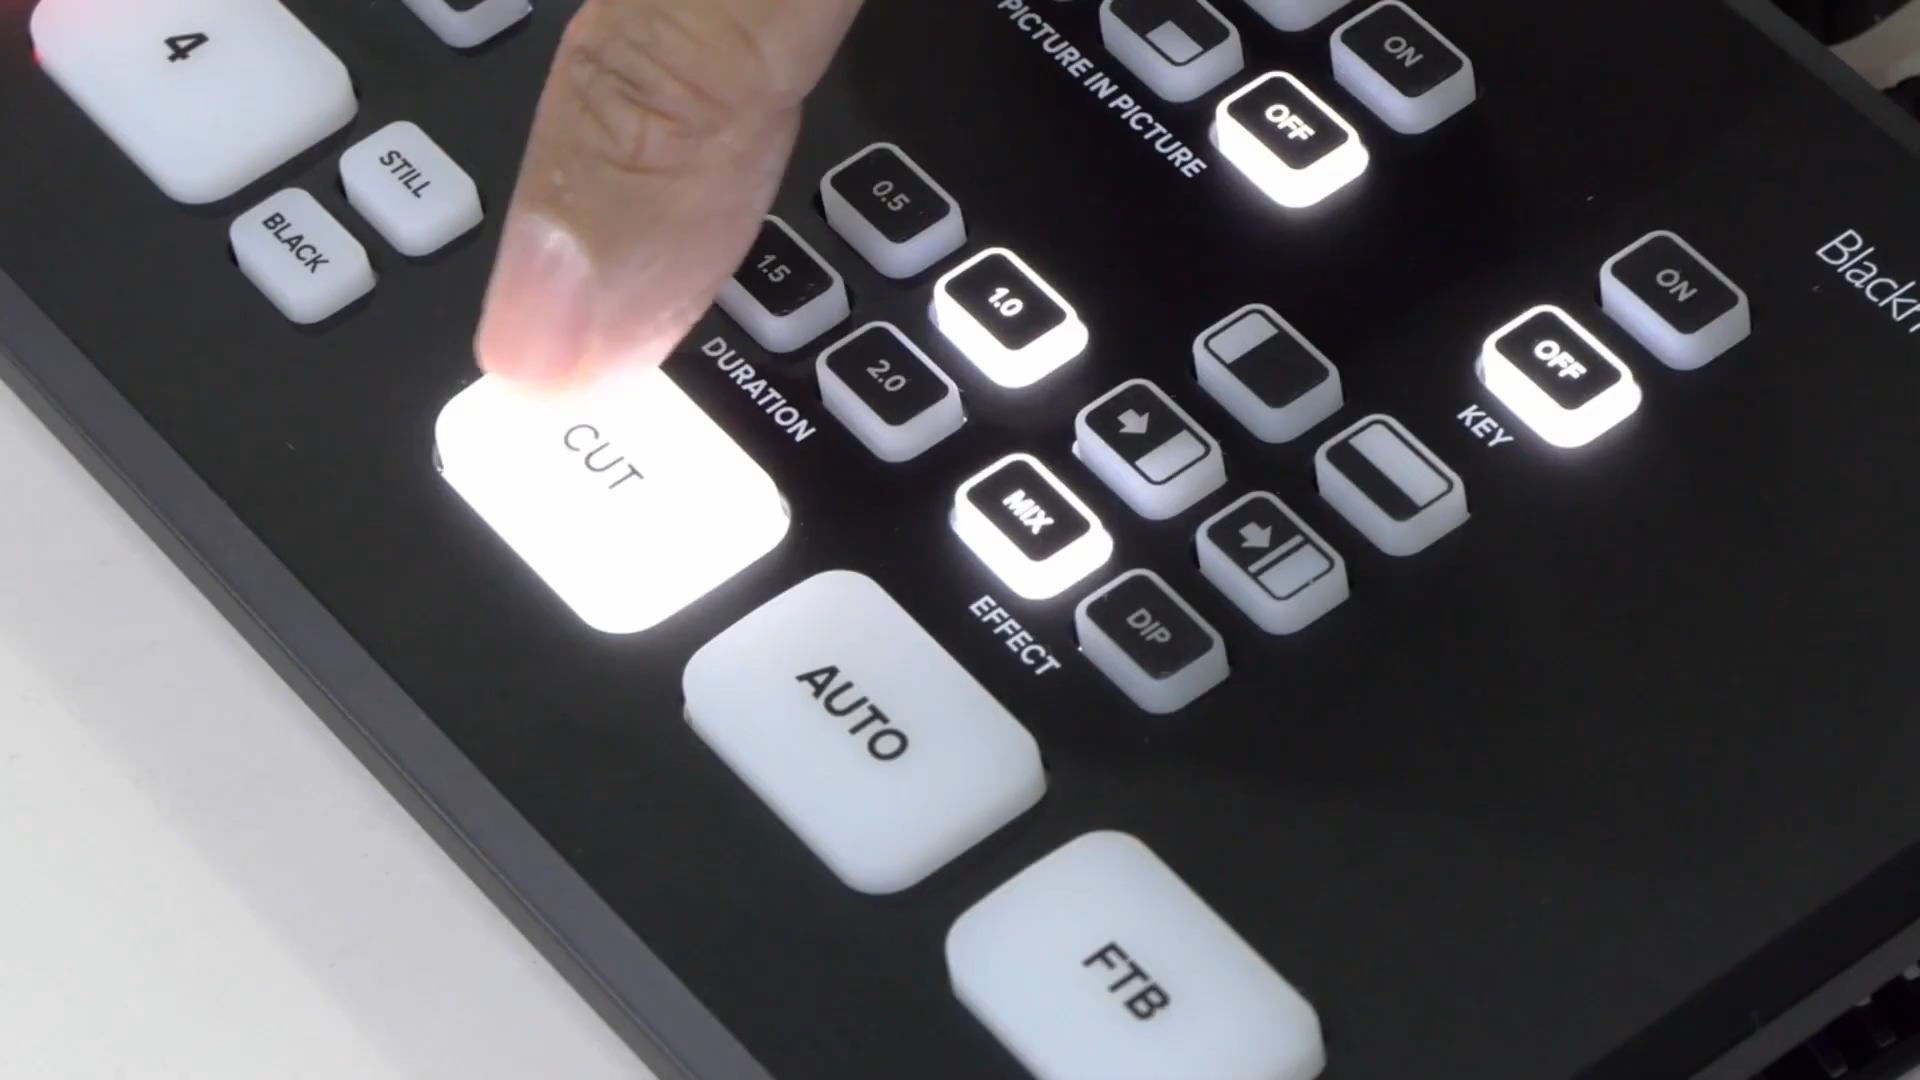 4
STILL
BLACK
PICTURE IN PICTURE
ON
OFF
0.5
1.5
1.0
2.0
DURATION
CUT
MIX
EFFECT
DIP
AUTO
FTB
ON
OFF
KEY